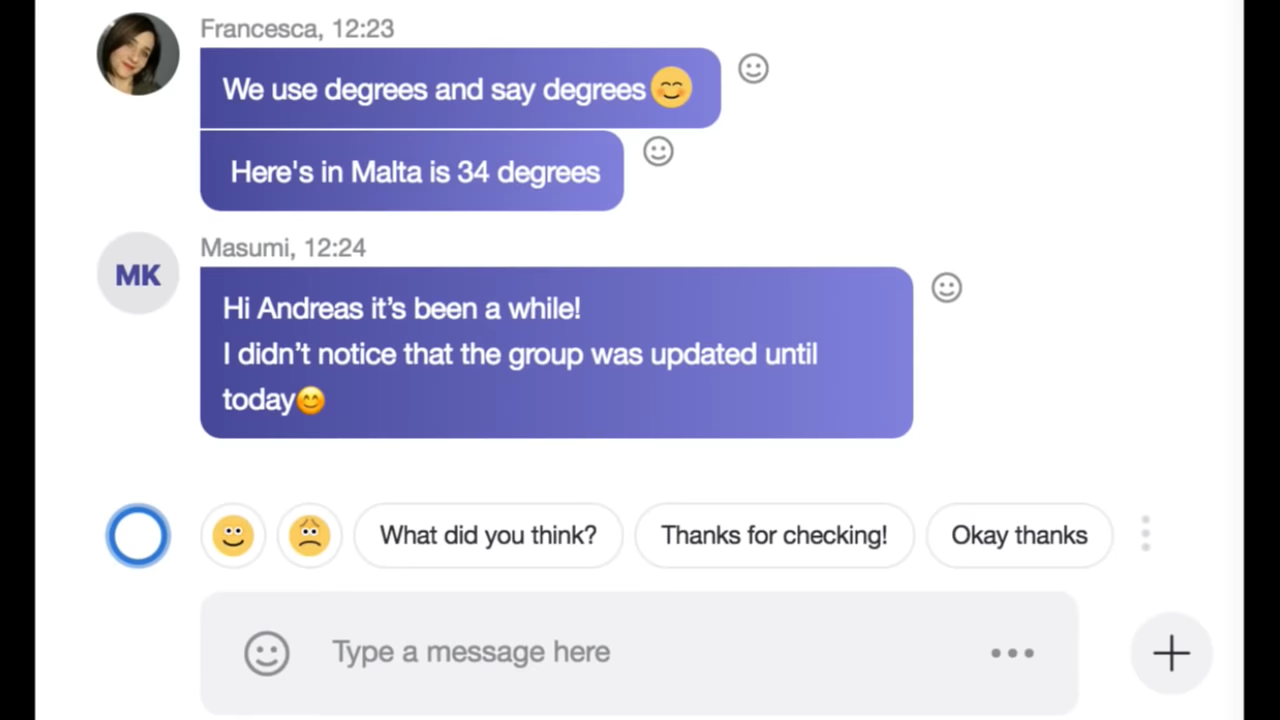 Francesca, 12:23
We use degrees and say degrees😊
Here's in Malta is 34 degrees
Masumi, 12:24
MK
Hi Andreas it’s been a while!
I didn’t notice that the group was updated until
today😊
What did you think? Thanks for checking! Okay thanks
Type a message here